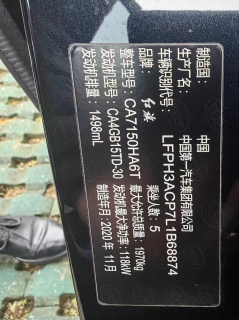 制造国: 中国
生产厂名: 中国第一汽车集团有限公司
车辆识别代号: LFPH3ACP7L1B68874
品牌: 红旗 乘坐人数: 5
整车型号: CA7150HA6T 最大允许总质量: 1970kg
发动机型号: CA4GB15TD-30 发动机最大净功率: 118kW
发动机排量: 1498mL 制造年月: 2020年11月